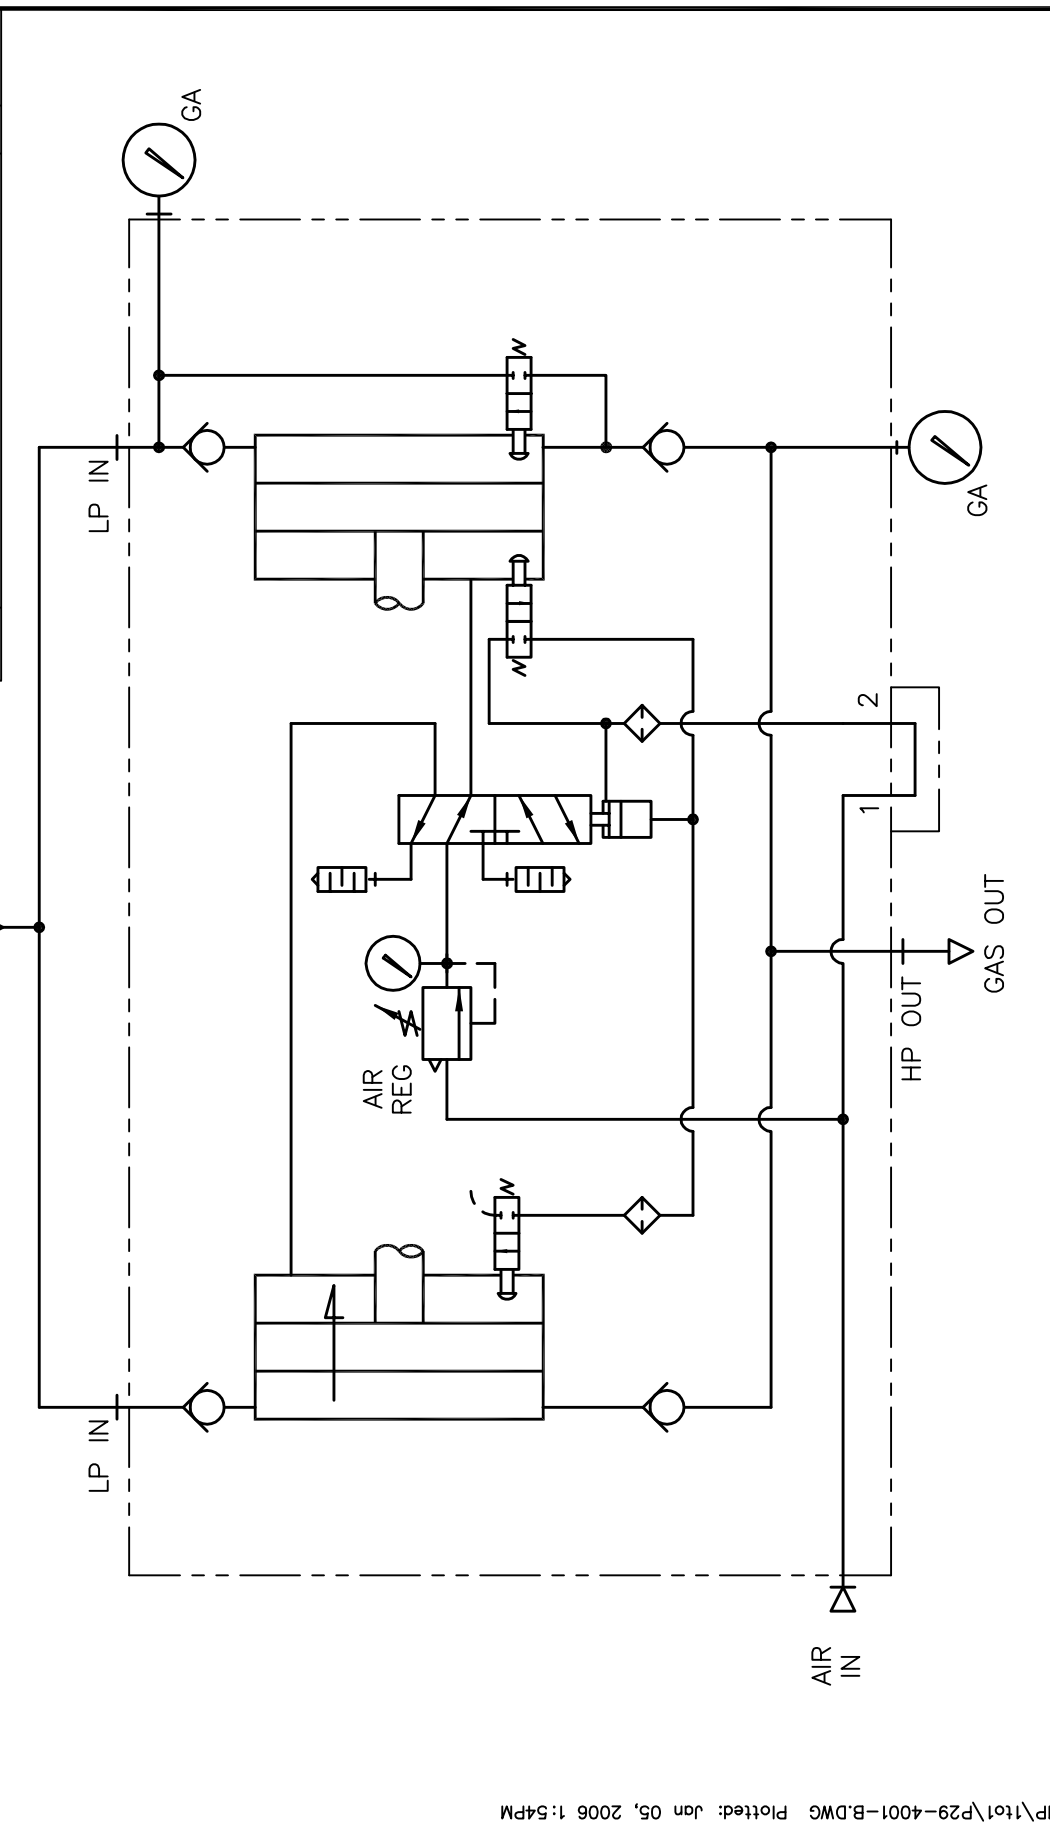 GA
LP IN
GA
2
1
GAS OUT
HP OUT
AIR
REG
LP IN
AIR
IN
IP\1to1\P29-4001-B.DWG Plotted: Jan 05, 2006 1:54PM